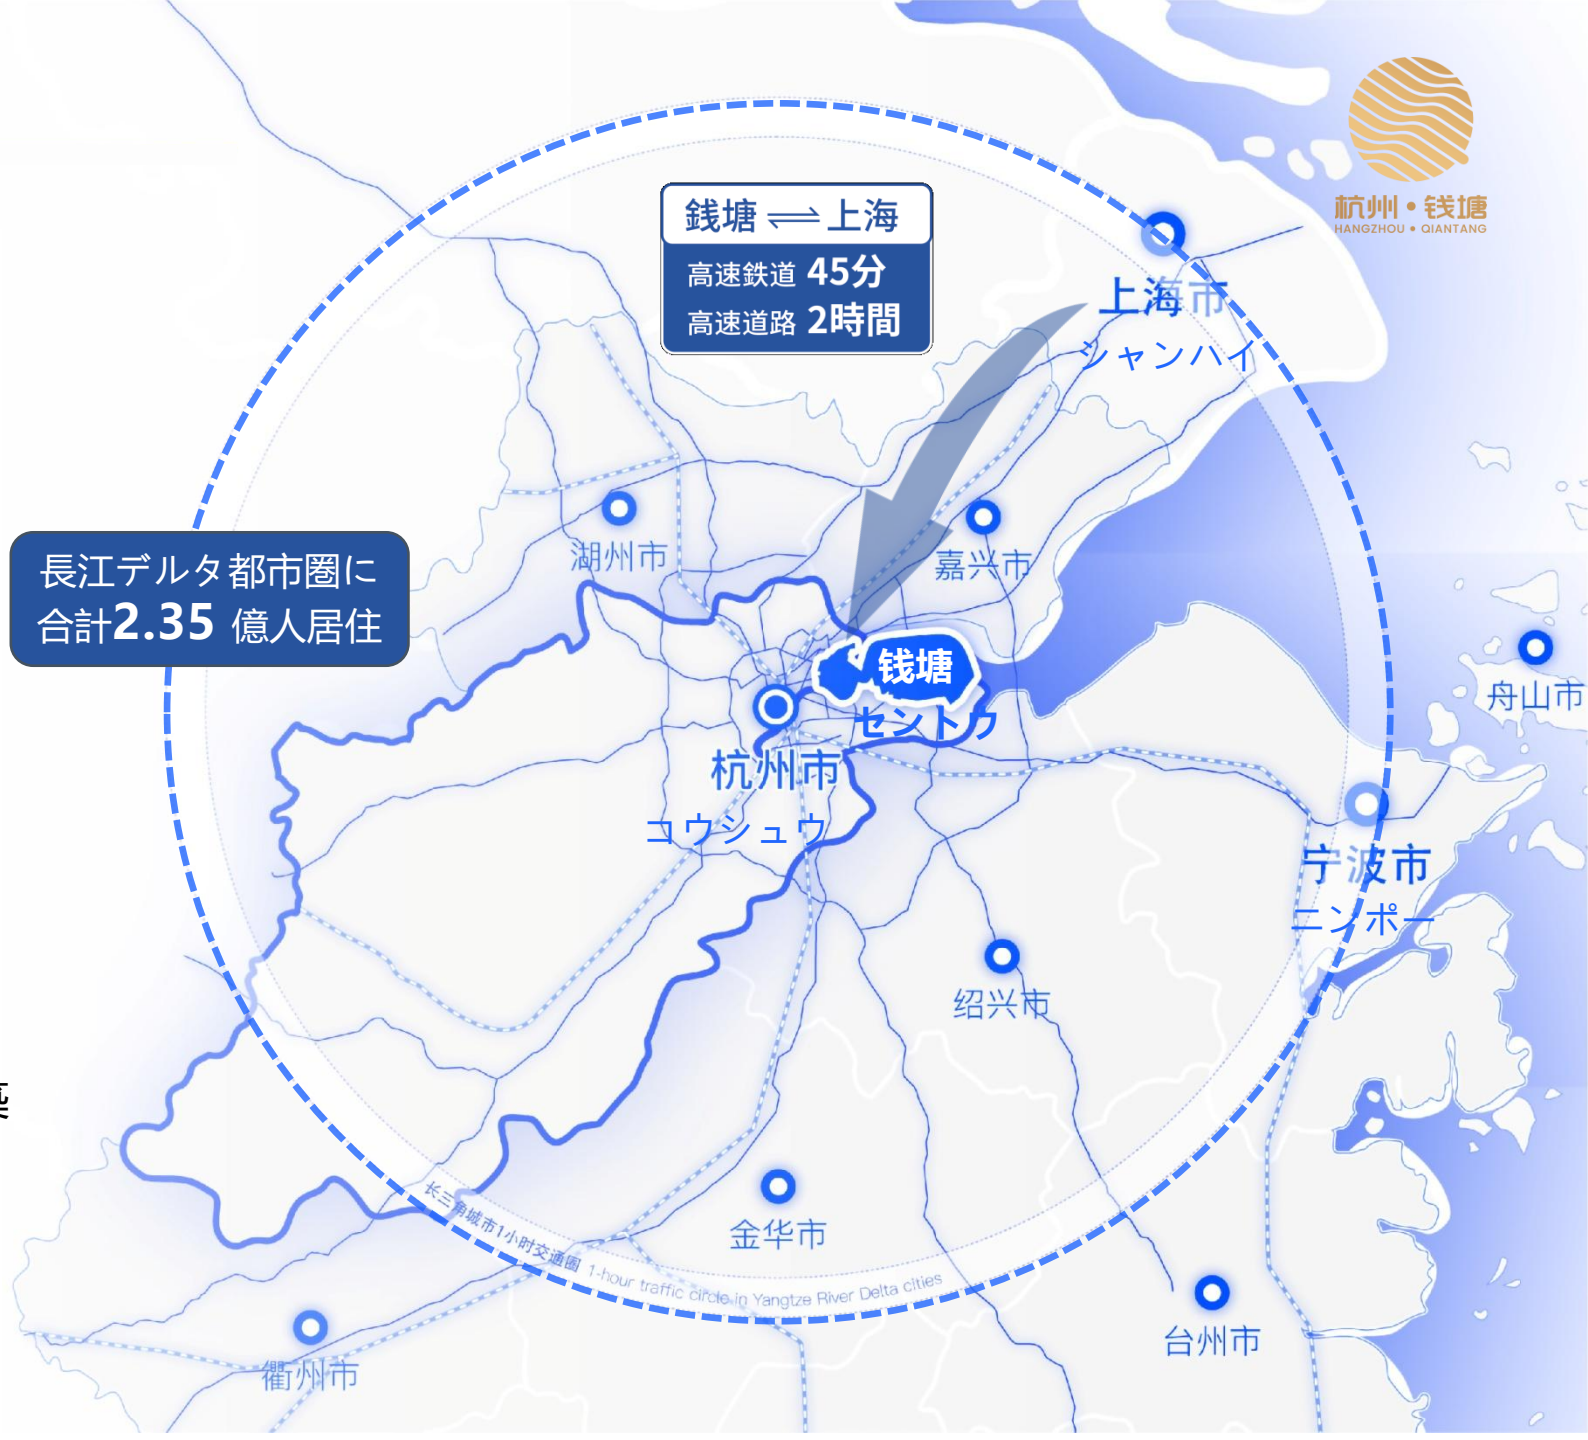 杭州·钱塘
HANGZHOU • QIANTANG
銭塘 ⇌ 上海
高速鉄道 45分
高速道路 2時間
上海市
シャンハイ
湖州市
嘉兴市
長江デルタ都市圏に
合計2.35 億人居住
钱塘
セントウ
舟山市
杭州市
コウシュウ
宁波市
ニンポー
绍兴市
金华市
长三角城市1小时交通圈 1-hour traffic circle in Yangtze River Delta cities
台州市
衢州市